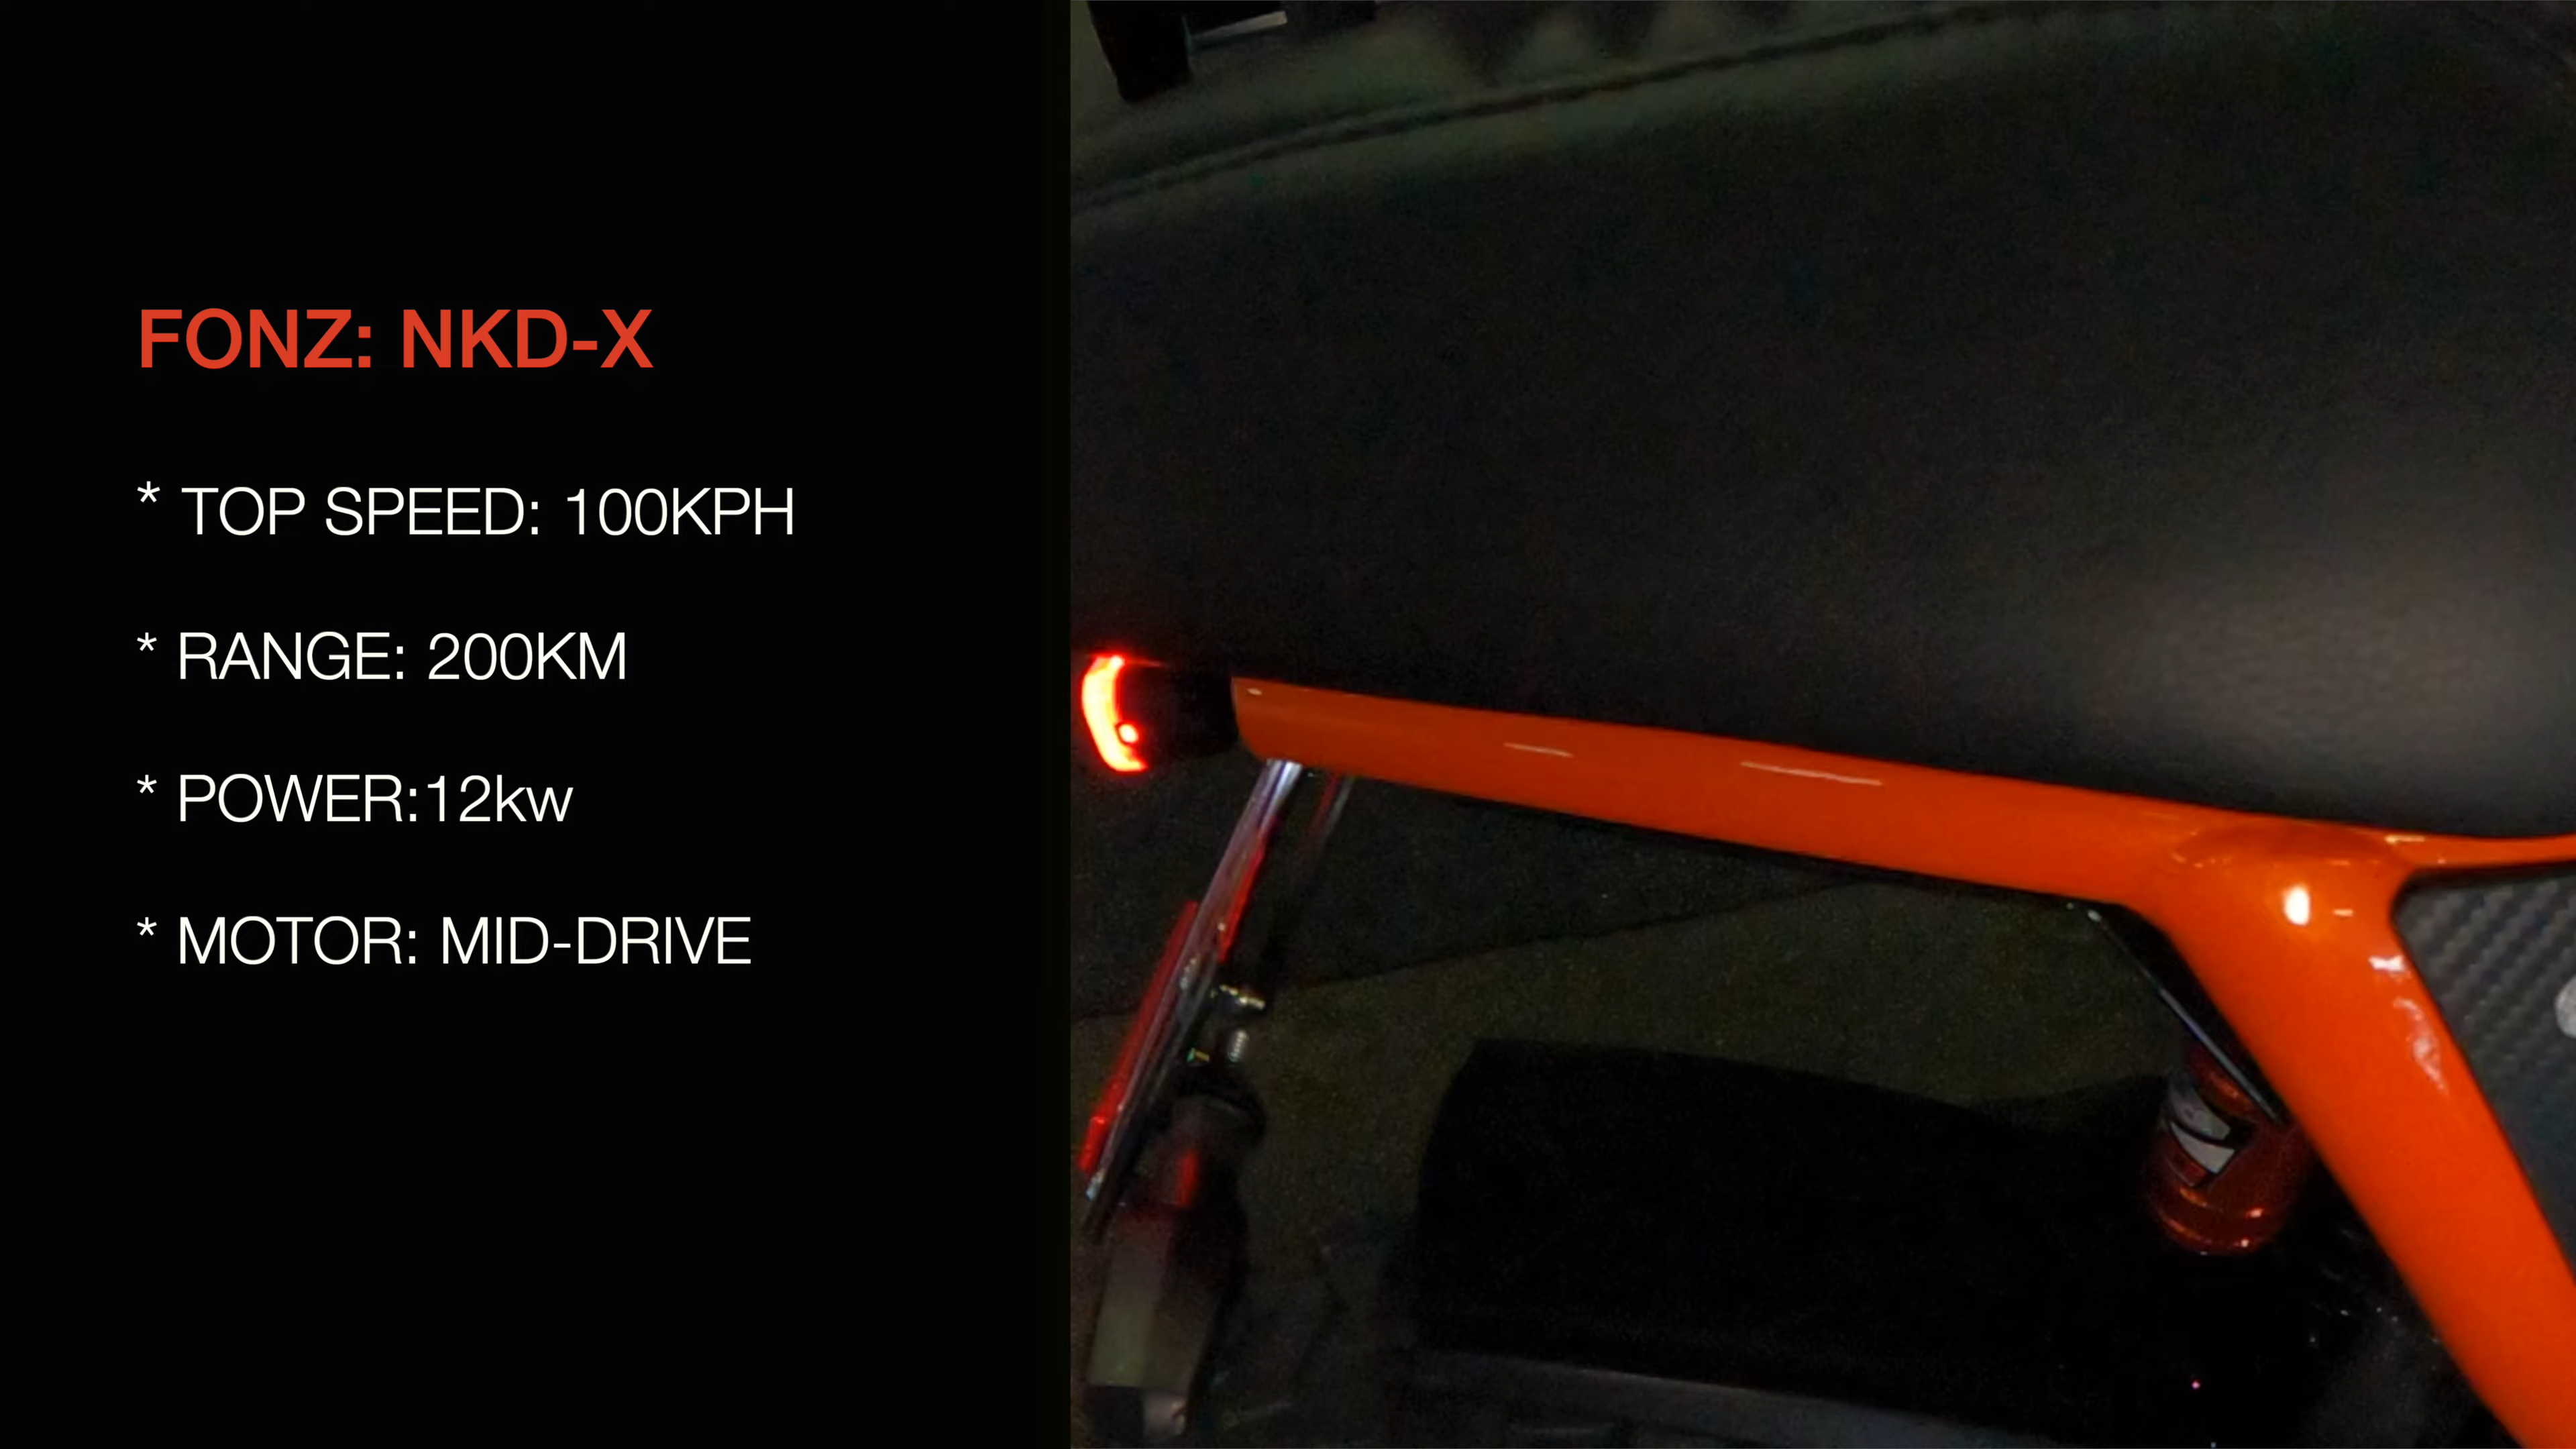 FONZ: NKD-X
* TOP SPEED: 100KPH
* RANGE: 200KM
* POWER:12kw
* MOTOR: MID-DRIVE